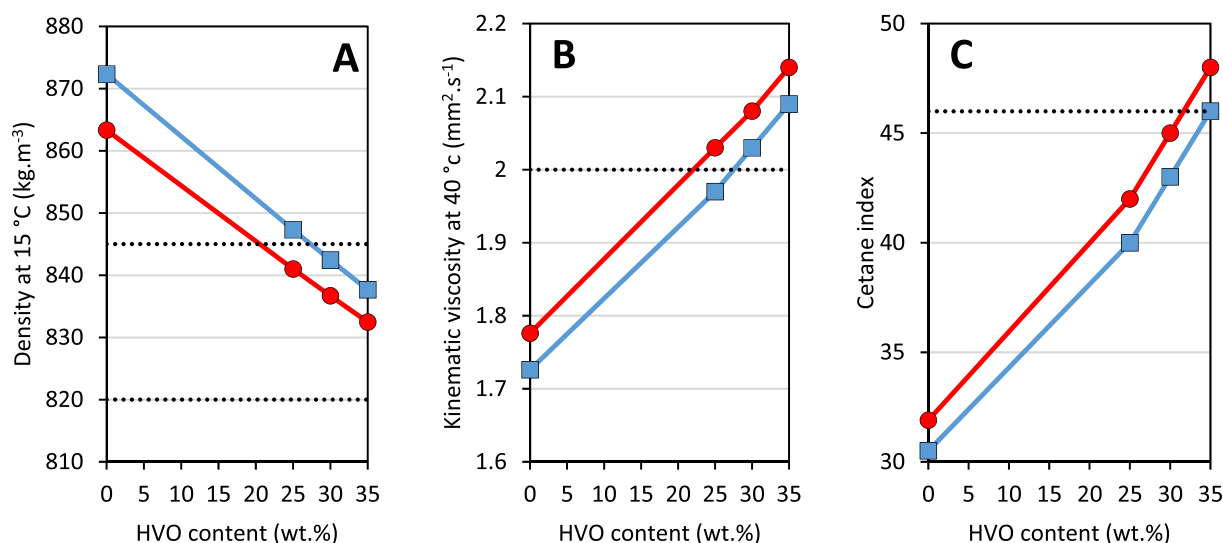 A
Density at 15 °C (kg.m-3)
880
870
860
850
840
830
820
810
0 5 10 15 20 25 30 35
HVO content (wt.%)
B
Kinematic viscosity at 40 °c (mm2.s-1)
2.2
2.1
2
1.9
1.8
1.7
1.6
0 5 10 15 20 25 30 35
HVO content (wt.%)
C
Cetane index
50
45
40
35
30
0 5 10 15 20 25 30 35
HVO content (wt.%)